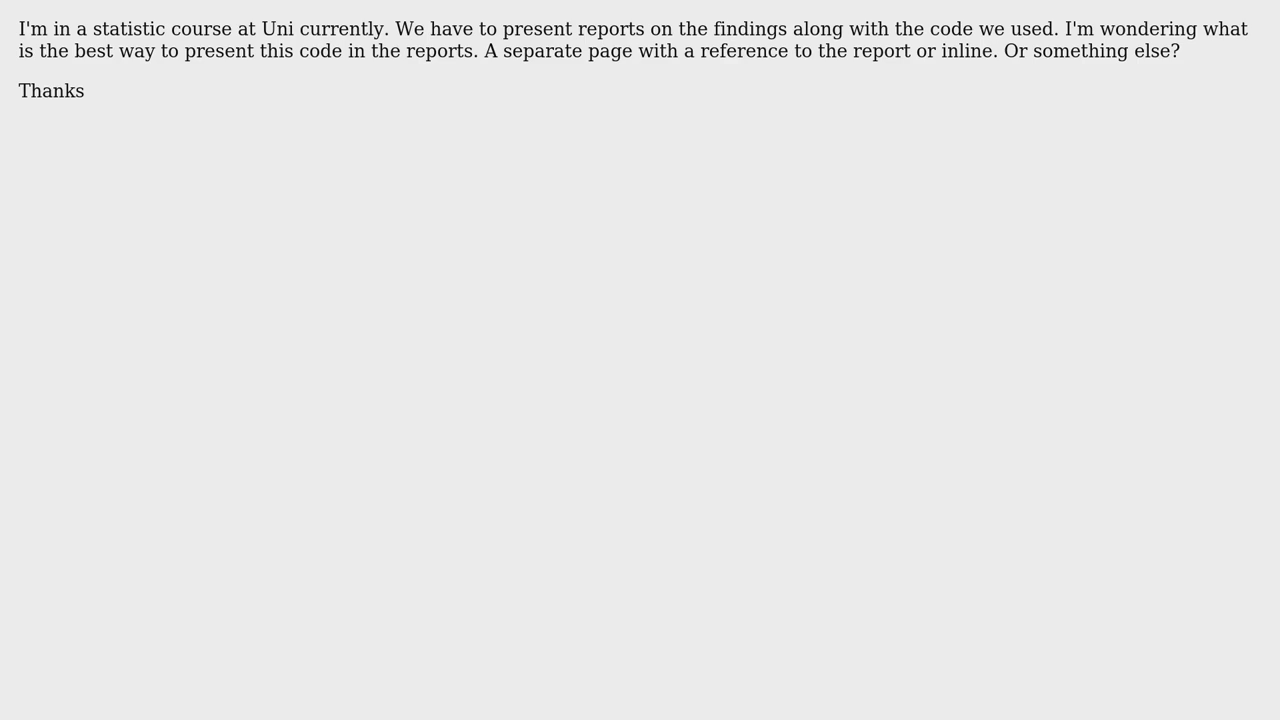 I'm in a statistic course at Uni currently. We have to present reports on the findings along with the code we used. I'm wondering what
is the best way to present this code in the reports. A separate page with a reference to the report or inline. Or something else?
Thanks